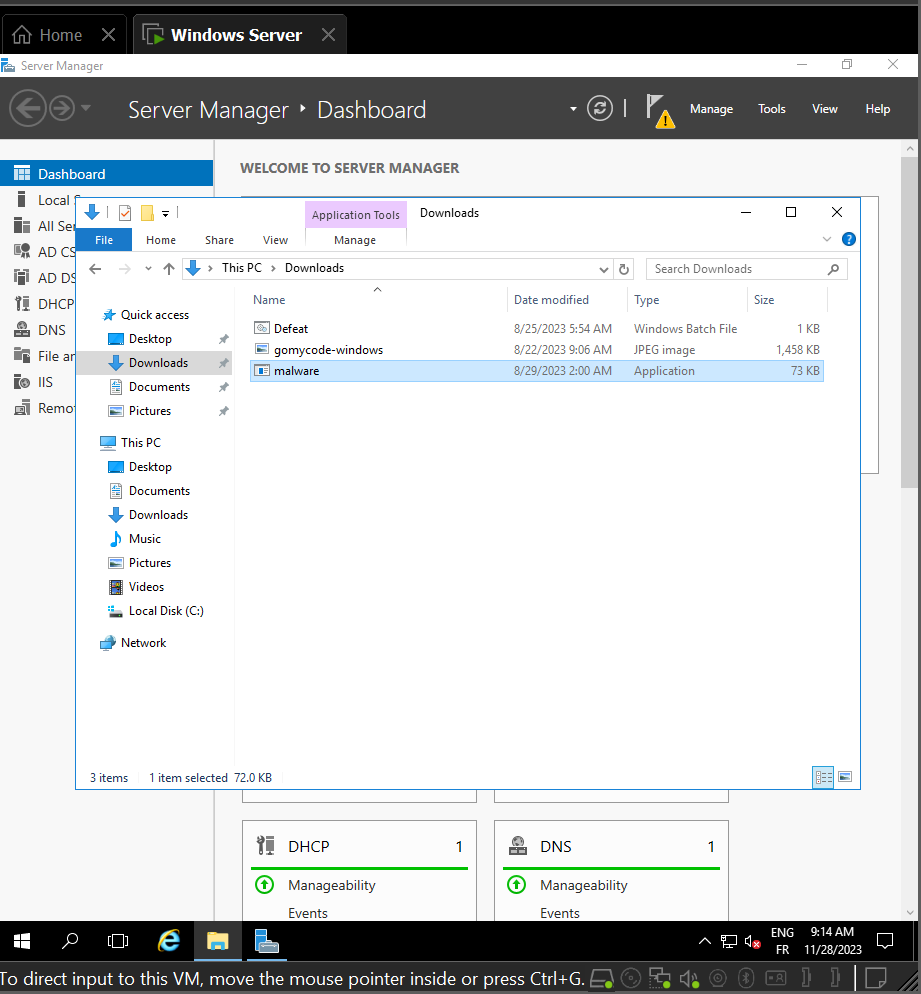 Home
Windows Server
Server Manager
Server Manager
Dashboard
Manage
Tools
View
Help
WELCOME TO SERVER MANAGER
Dashboard
Local S
All Ser
AD CS
AD DS
DHCP
DNS
File an
IIS
Remot
Application Tools
Downloads
File
Home
Share
View
Manage
This PC
Downloads
Search Downloads
Name
Date modified
Type
Size
Defeat
8/25/2023 5:54 AM
Windows Batch File
1 KB
gomycode-windows
8/22/2023 9:06 AM
JPEG image
1,458 KB
malware
8/29/2023 2:00 AM
Application
73 KB
Quick access
Desktop
Downloads
Documents
Pictures
This PC
Desktop
Documents
Downloads
Music
Pictures
Videos
Local Disk (C:)
Network
3 items
1 item selected 72.0 KB
DHCP
1
Manageability
Events
DNS
1
Manageability
Events
ENG
FR
9:14 AM
11/28/2023
To direct input to this VM, move the mouse pointer inside or press Ctrl+G.